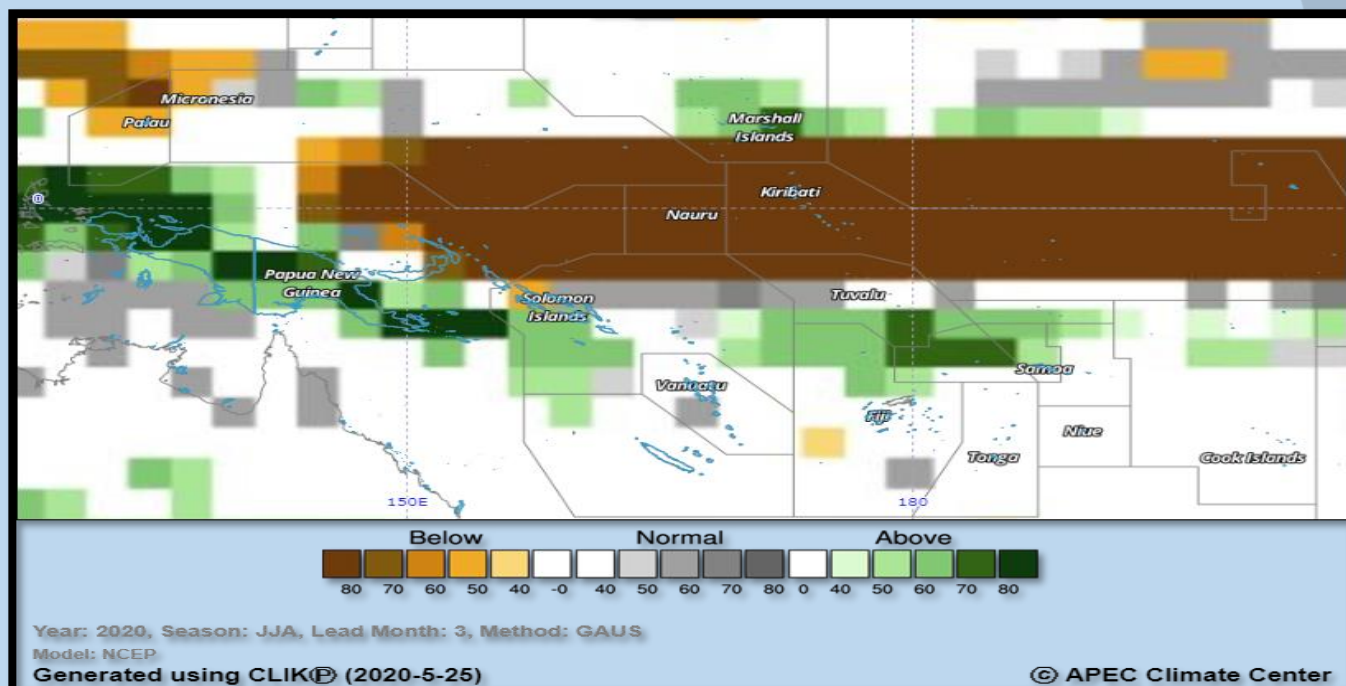 Micronesia
Palau
Marshall
Islands
0
Kiribati
Nauru
Papua New
Guinea
Solomon
Islands
Tuvalu
Samoa
Vanuatu
Fiji
Niue
Tonga
Cook Islands
150E
180
Below Normal Above
80 70 60 50 40 -0 40 50 60 70 80 0 40 50 60 70 80
Year: 2020, Season: JJA, Lead Month: 3, Method: GAUS
Model: NCEP
Generated using CLIKⓅ (2020-5-25) © APEC Climate Center